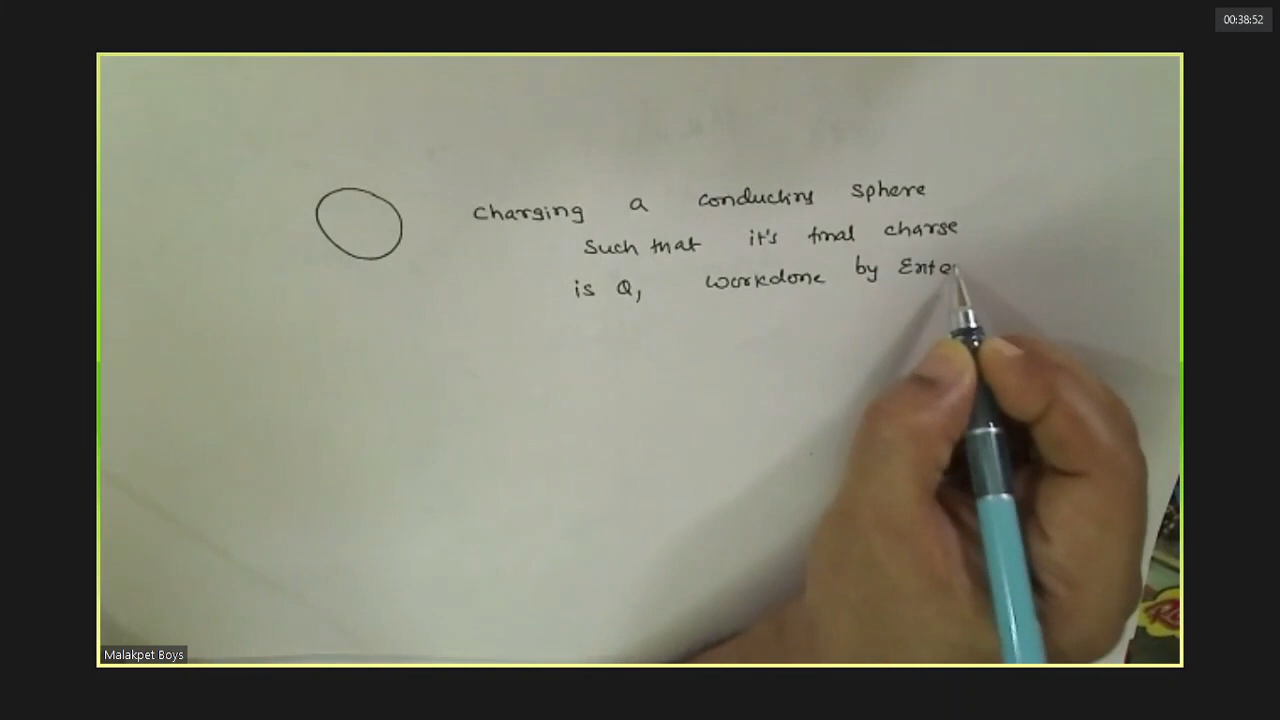 00:38:52
Charging a conducting sphere
such that it's final charge
is Q, workdone by Exte
Malakpet Boys